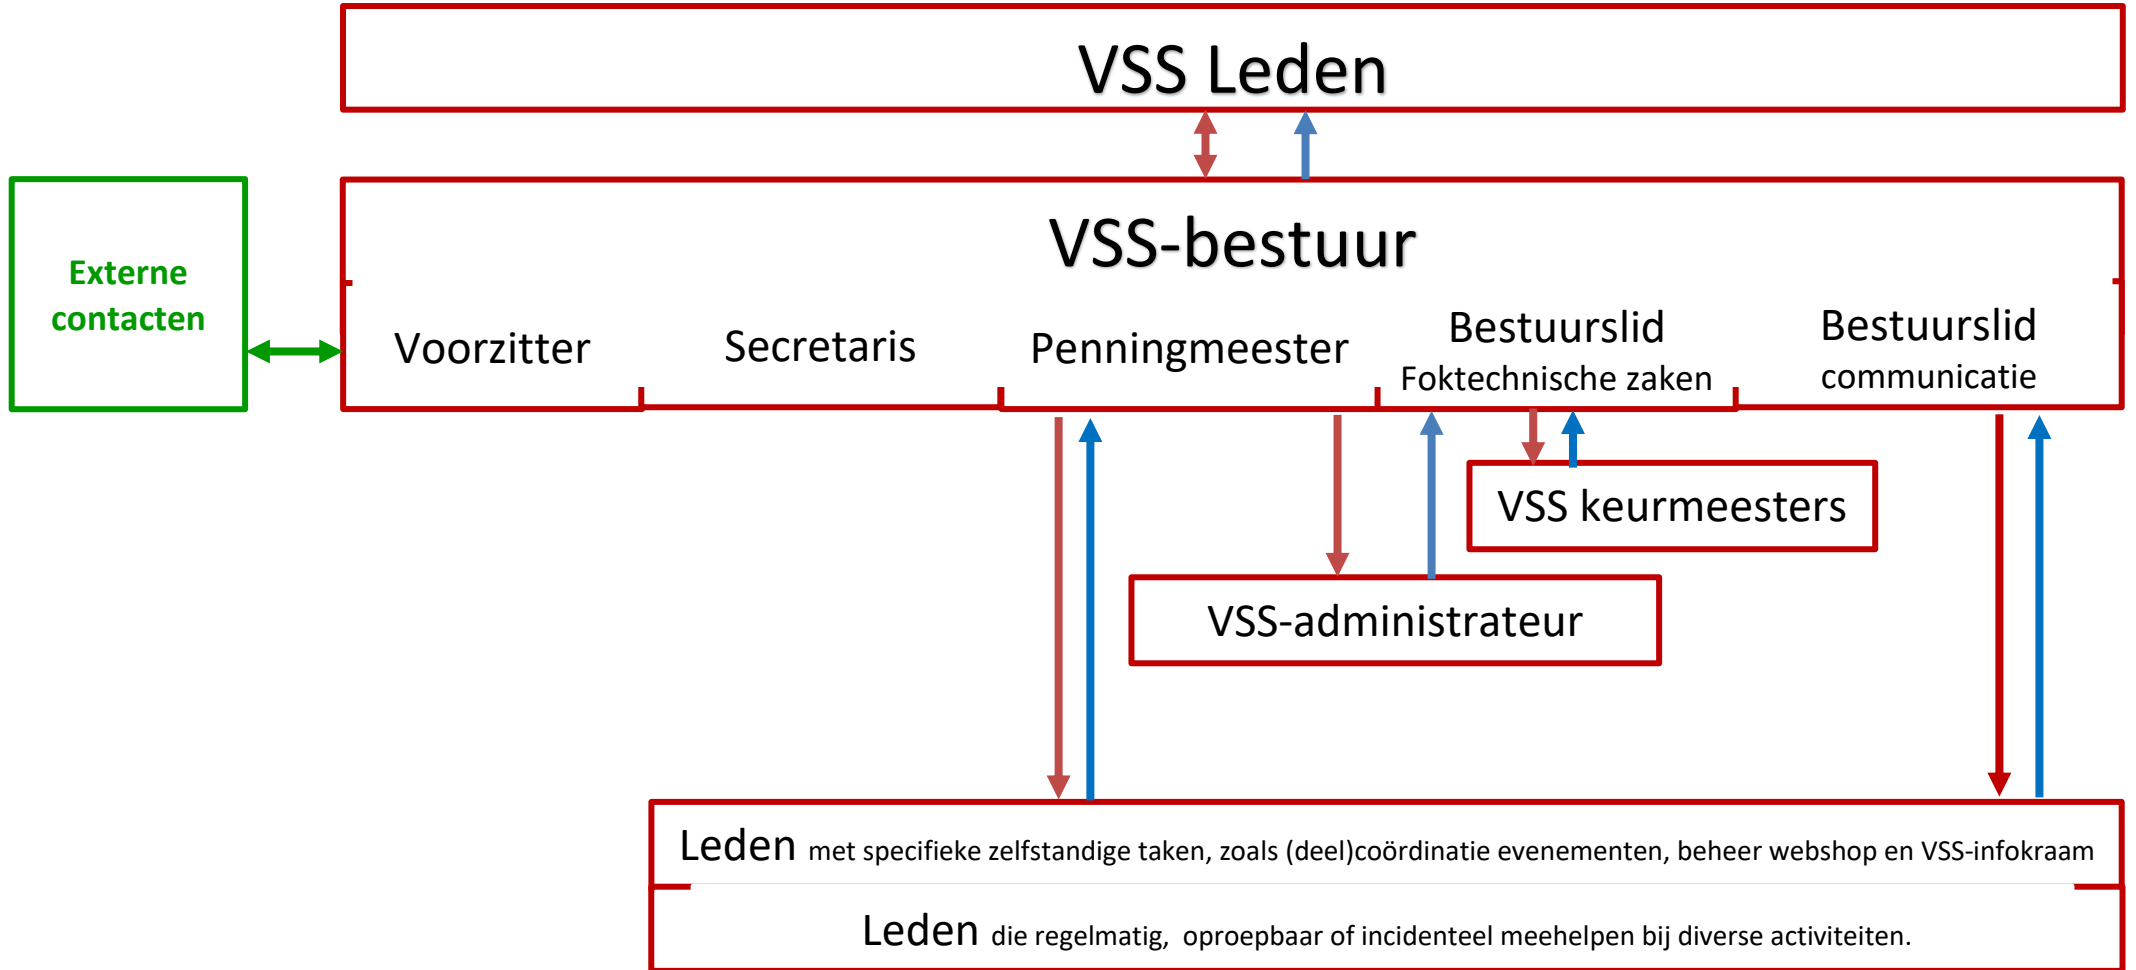 VSS Leden
VSS-bestuur
Externe
contacten
Voorzitter
Secretaris
Penningmeester
Bestuurslid
Foktechnische zaken
Bestuurslid
communicatie
VSS keurmeesters
VSS-administrateur
Leden met specifieke zelfstandige taken, zoals (deel)coördinatie evenementen, beheer webshop en VSS-infokraam
Leden die regelmatig, oproepbaar of incidenteel meehelpen bij diverse activiteiten.